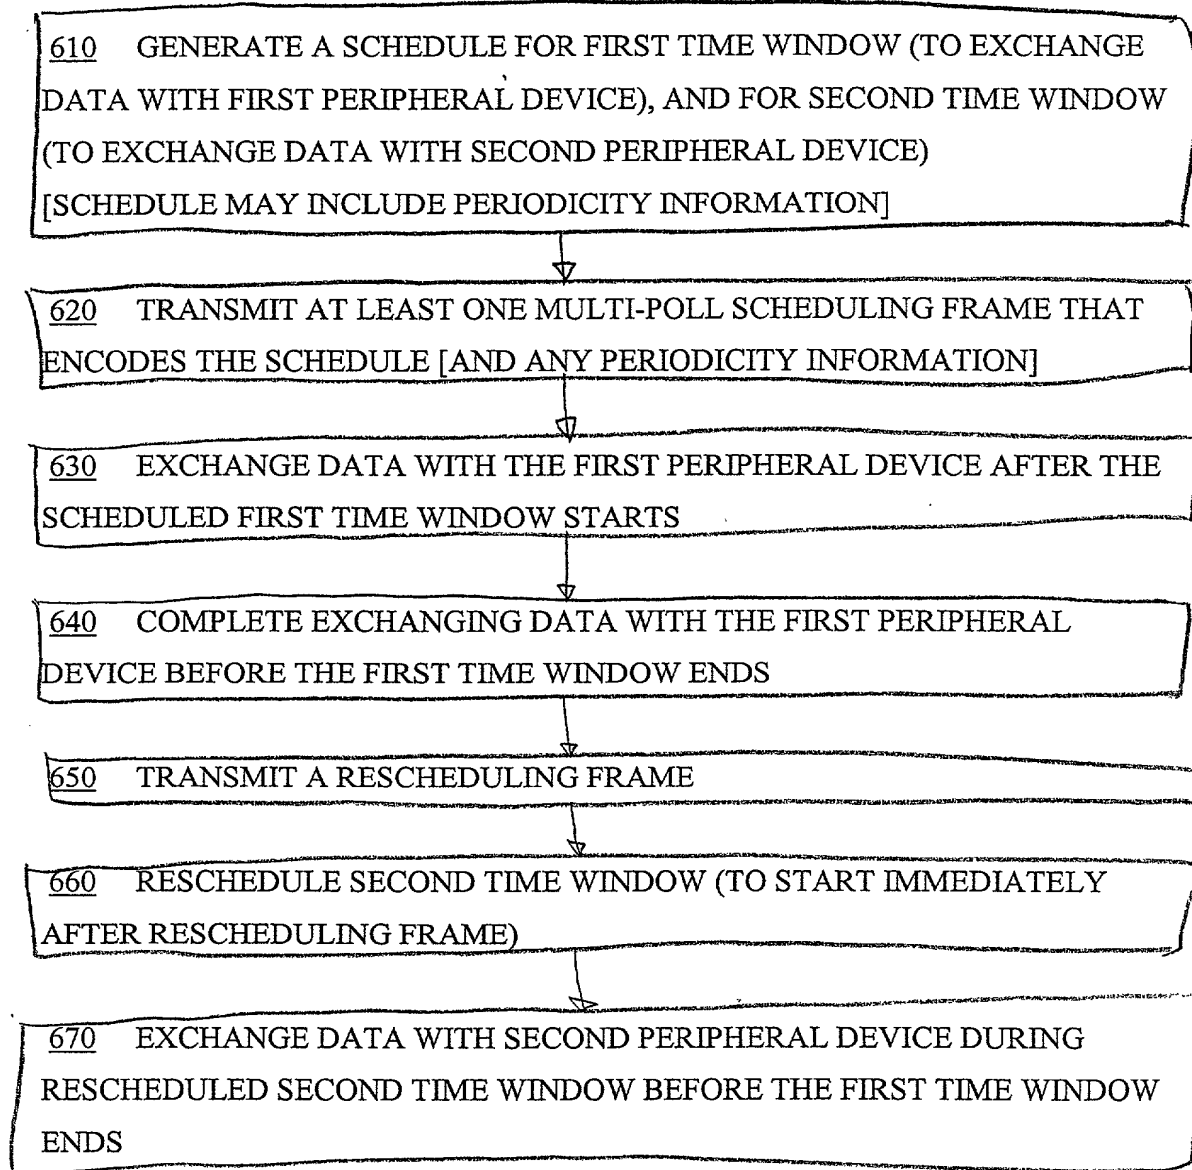 610 GENERATE A SCHEDULE FOR FIRST TIME WINDOW (TO EXCHANGE
DATA WITH FIRST PERIPHERAL DEVICE), AND FOR SECOND TIME WINDOW
(TO EXCHANGE DATA WITH SECOND PERIPHERAL DEVICE)
[SCHEDULE MAY INCLUDE PERIODICITY INFORMATION]
620 TRANSMIT AT LEAST ONE MULTI-POLL SCHEDULING FRAME THAT
ENCODES THE SCHEDULE [AND ANY PERIODICITY INFORMATION]
630 EXCHANGE DATA WITH THE FIRST PERIPHERAL DEVICE AFTER THE
SCHEDULED FIRST TIME WINDOW STARTS
640 COMPLETE EXCHANGING DATA WITH THE FIRST PERIPHERAL
DEVICE BEFORE THE FIRST TIME WINDOW ENDS
650 TRANSMIT A RESCHEDULING FRAME
660 RESCHEDULE SECOND TIME WINDOW (TO START IMMEDIATELY
AFTER RESCHEDULING FRAME)
670 EXCHANGE DATA WITH SECOND PERIPHERAL DEVICE DURING
RESCHEDULED SECOND TIME WINDOW BEFORE THE FIRST TIME WINDOW
ENDS